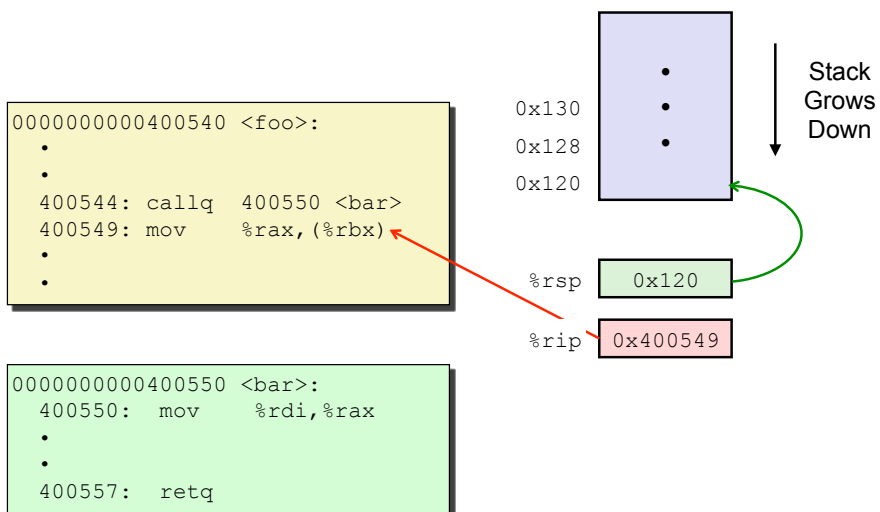 0000000000400540 <foo>:
•
•
400544: callq 400550 <bar>
400549: mov %rax,(%rbx)
•
•
0000000000400550 <bar>:
400550: mov %rdi,%rax
•
•
400557: retq
•
0x130 •
0x128 •
0x120
Stack
Grows
Down
%rsp 0x120
%rip 0x400549